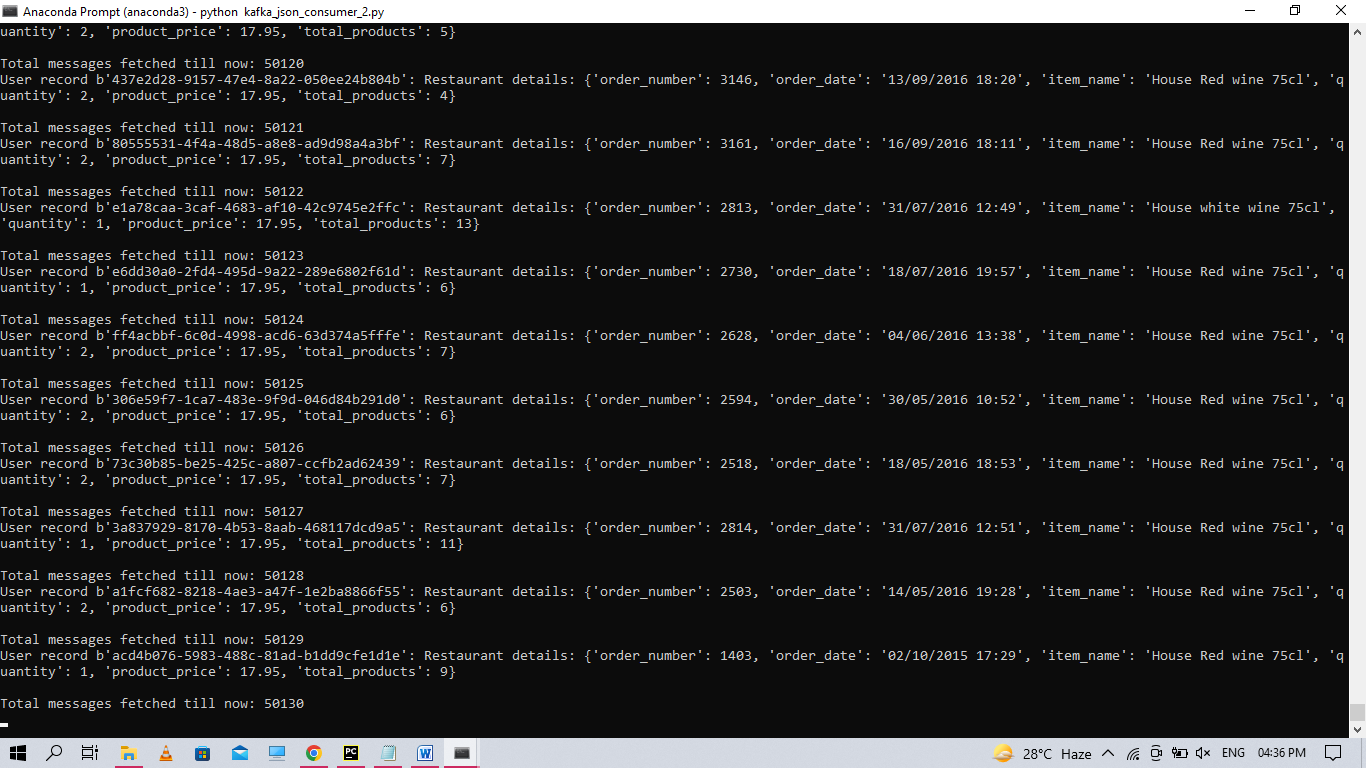 Anaconda Prompt (anaconda3) - python  kafka_json_consumer_2.py
uantity': 2, 'product_price': 17.95, 'total_products': 5}
Total messages fetched till now: 50120
User record b'437e2d28-9157-47e4-8a22-050ee24b804b': Restaurant details: {'order_number': 3146, 'order_date': '13/09/2016 18:20', 'item_name': 'House Red wine 75cl', 'q
uantity': 2, 'product_price': 17.95, 'total_products': 4}
Total messages fetched till now: 50121
User record b'80555531-4f4a-48d5-a8e8-ad9d98a4a3bf': Restaurant details: {'order_number': 3161, 'order_date': '16/09/2016 18:11', 'item_name': 'House Red wine 75cl', 'q
uantity': 2, 'product_price': 17.95, 'total_products': 7}
Total messages fetched till now: 50122
User record b'e1a78caa-3caf-4683-af10-42c9745e2ffc': Restaurant details: {'order_number': 2813, 'order_date': '31/07/2016 12:49', 'item_name': 'House white wine 75cl',
'quantity': 1, 'product_price': 17.95, 'total_products': 13}
Total messages fetched till now: 50123
User record b'e6dd30a0-2fd4-495d-9a22-289e6802f61d': Restaurant details: {'order_number': 2730, 'order_date': '18/07/2016 19:57', 'item_name': 'House Red wine 75cl', 'q
uantity': 1, 'product_price': 17.95, 'total_products': 6}
Total messages fetched till now: 50124
User record b'ff4acbbf-6c0d-4998-acd6-63d374a5fffe': Restaurant details: {'order_number': 2628, 'order_date': '04/06/2016 13:38', 'item_name': 'House Red wine 75cl', 'q
uantity': 2, 'product_price': 17.95, 'total_products': 7}
Total messages fetched till now: 50125
User record b'306e59f7-1ca7-483e-9f9d-046d84b291d0': Restaurant details: {'order_number': 2594, 'order_date': '30/05/2016 10:52', 'item_name': 'House Red wine 75cl', 'q
uantity': 2, 'product_price': 17.95, 'total_products': 6}
Total messages fetched till now: 50126
User record b'73c30b85-be25-425c-a807-ccfb2ad62439': Restaurant details: {'order_number': 2518, 'order_date': '18/05/2016 18:53', 'item_name': 'House Red wine 75cl', 'q
uantity': 2, 'product_price': 17.95, 'total_products': 7}
Total messages fetched till now: 50127
User record b'3a837929-8170-4b53-8aab-468117dcd9a5': Restaurant details: {'order_number': 2814, 'order_date': '31/07/2016 12:51', 'item_name': 'House Red wine 75cl', 'q
uantity': 1, 'product_price': 17.95, 'total_products': 11}
Total messages fetched till now: 50128
User record b'a1fcf682-8218-4ae3-a47f-1e2ba8866f55': Restaurant details: {'order_number': 2503, 'order_date': '14/05/2016 19:28', 'item_name': 'House Red wine 75cl', 'q
uantity': 2, 'product_price': 17.95, 'total_products': 6}
Total messages fetched till now: 50129
User record b'acd4b076-5983-488c-81ad-b1dd9cfe1d1e': Restaurant details: {'order_number': 1403, 'order_date': '02/10/2015 17:29', 'item_name': 'House Red wine 75cl', 'q
uantity': 1, 'product_price': 17.95, 'total_products': 9}
Total messages fetched till now: 50130
PC W 28°C Haze ENG 04:36 PM